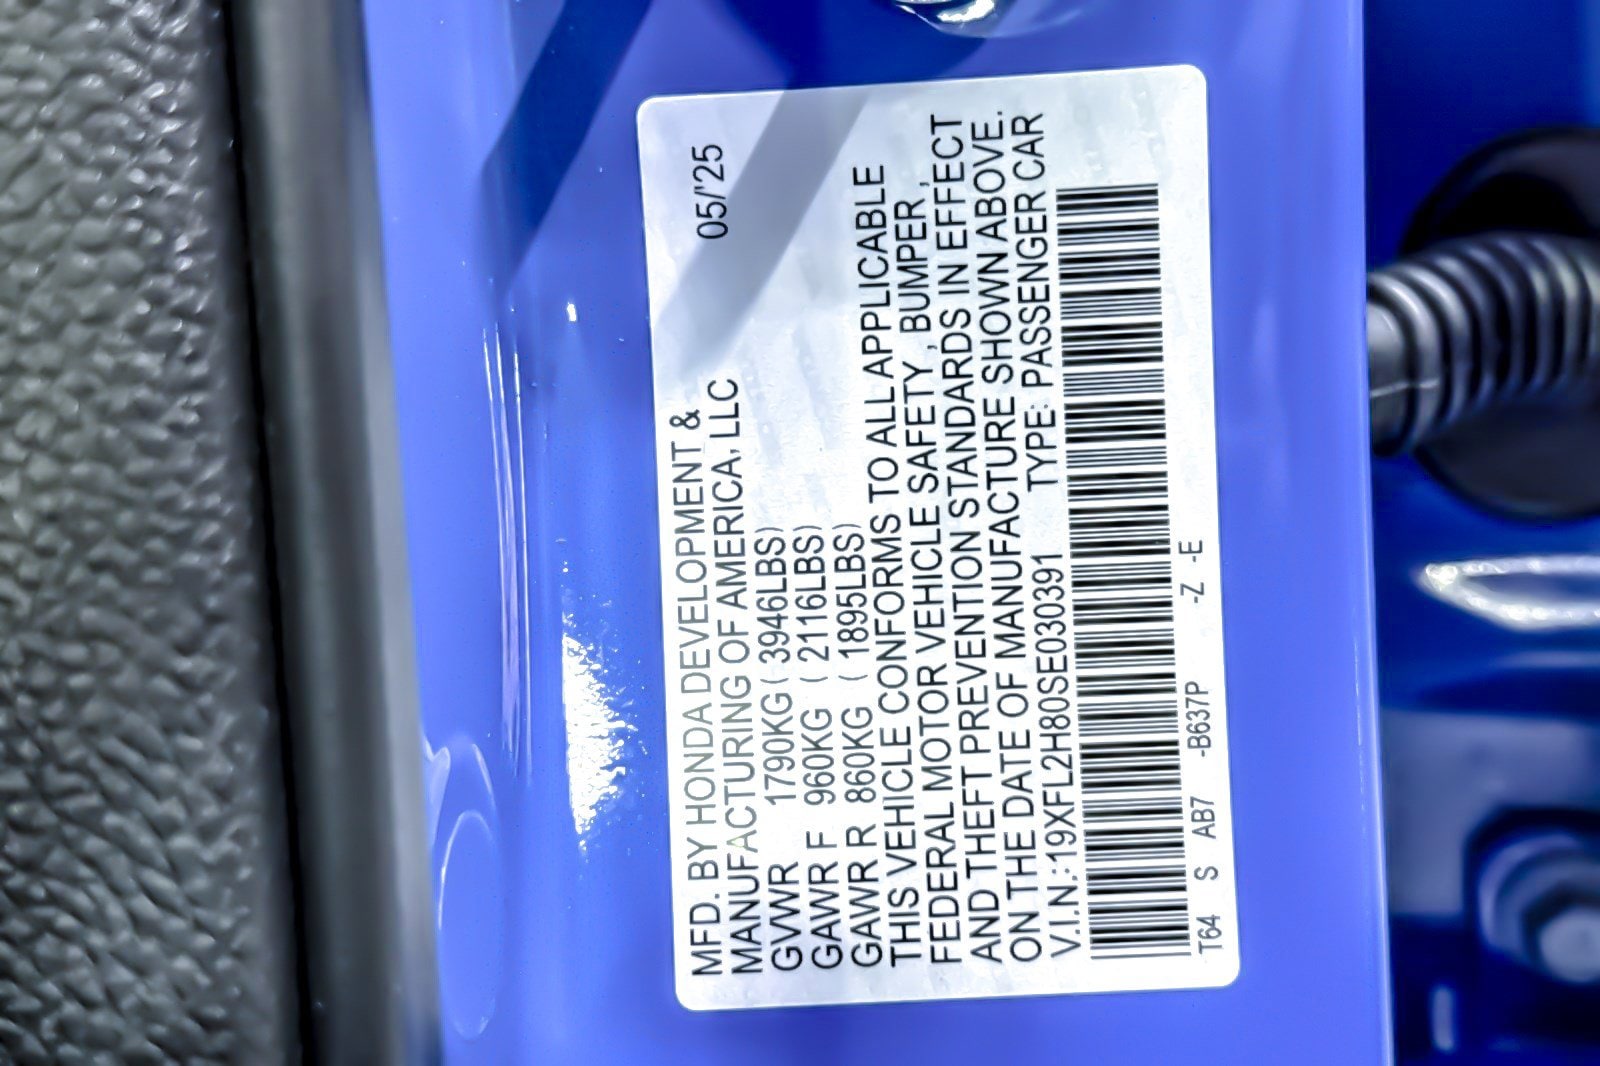 MFD. BY HONDA DEVELOPMENT &
MANUFACTURING OF AMERICA, LLC 05/'25
GVWR 1790KG ( 3946LBS)
GAWR F 960KG ( 2116LBS)
GAWR R 860KG ( 1895LBS)
THIS VEHICLE CONFORMS TO ALL APPLICABLE
FEDERAL MOTOR VEHICLE SAFETY, BUMPER,
AND THEFT PREVENTION STANDARDS IN EFFECT
ON THE DATE OF MANUFACTURE SHOWN ABOVE.
V.I.N.:19XFL2H80SE030391 TYPE: PASSENGER CAR
T64 S AB7 -B637P -Z -E